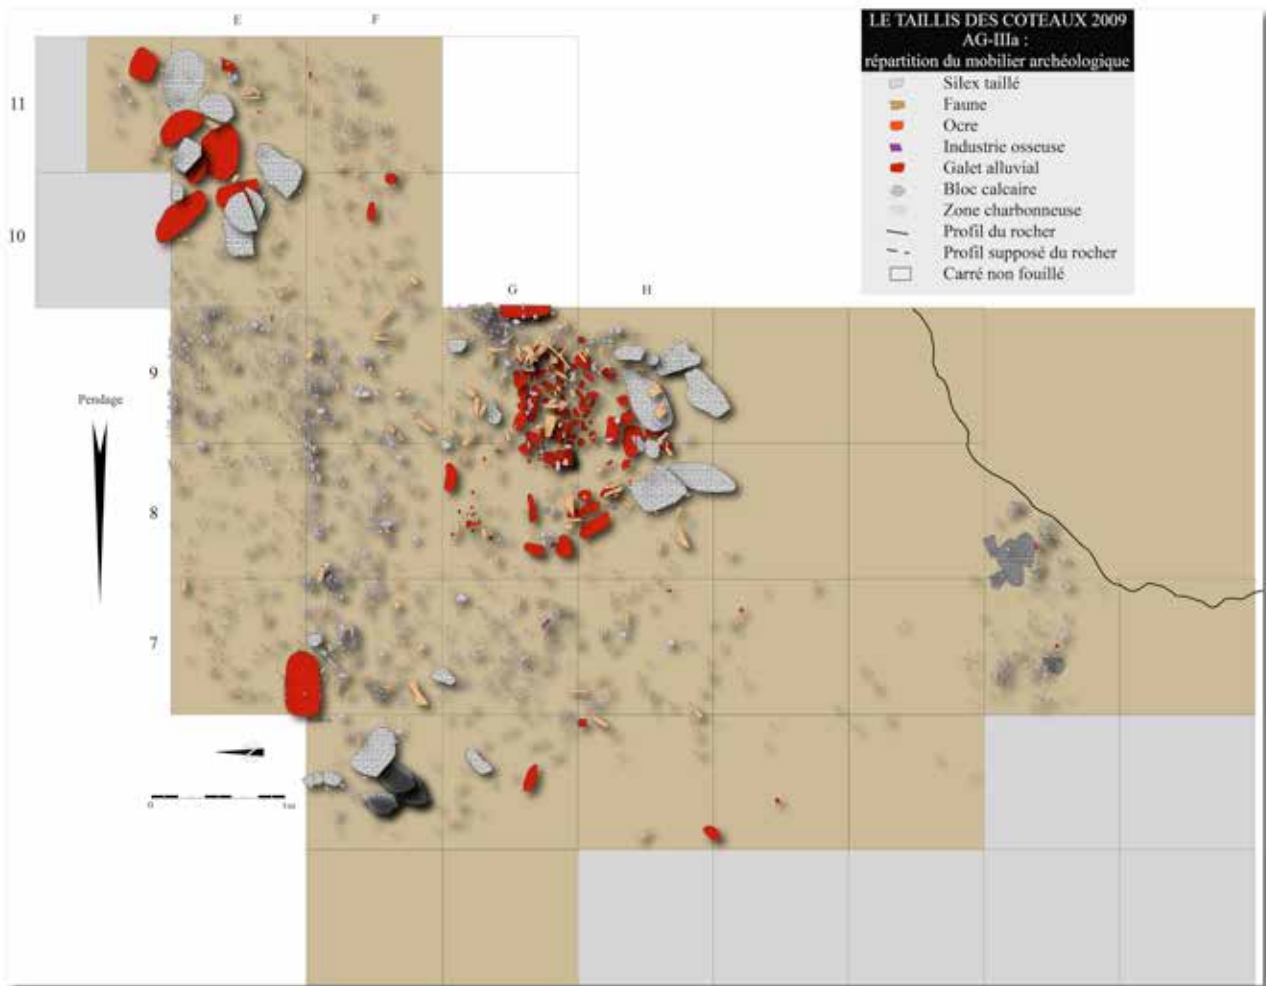 LE TAILLIS DES COTEAUX 2009
AG-IIIa :
répartition du mobilier archéologique
Silex taillé
Faune
Ocre
Industrie osseuse
Galet alluvial
Bloc calcaire
Zone charbonneuse
Profil du rocher
Profil supposé du rocher
Carré non fouillé
E F
11
10
G H
9
Pendage
8
7
0 1m